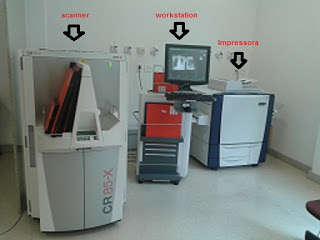 scanner
workstation
Impressora
CR 85-X